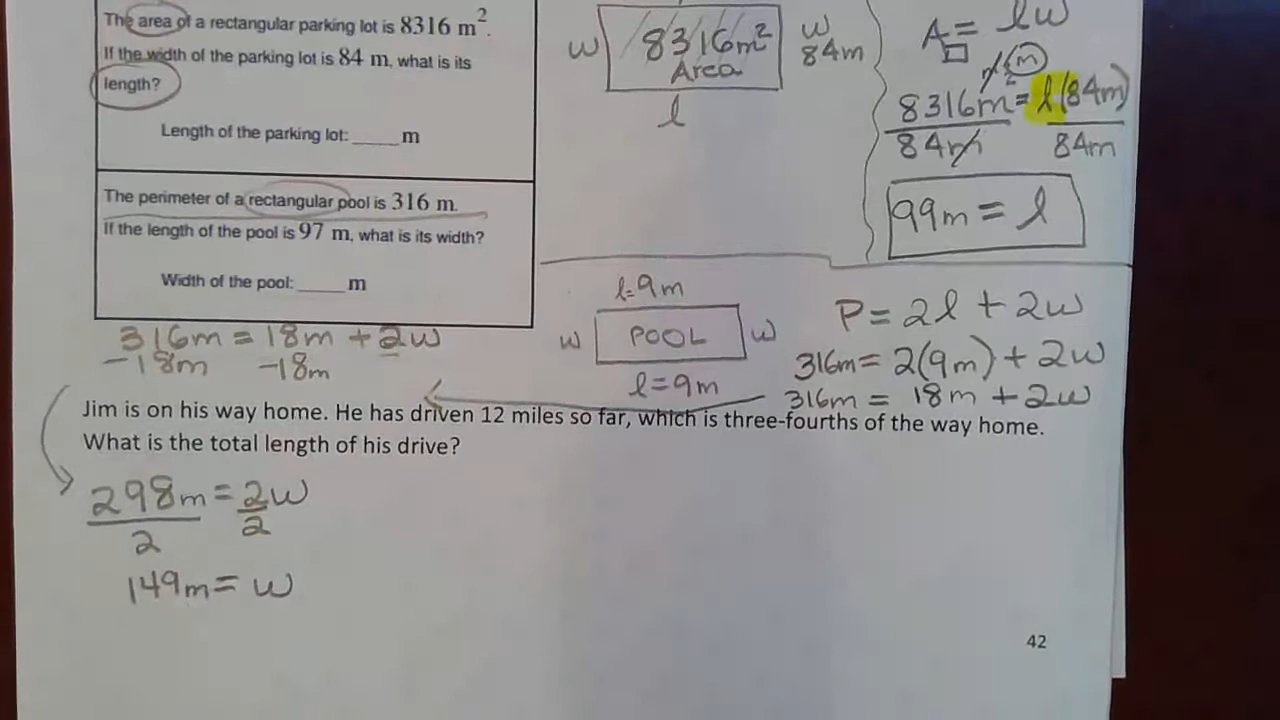 The area of a rectangular parking lot is 8316 m².
If the width of the parking lot is 84 m, what is its
length?
Length of the parking lot: _____ m
w
8316m²
Area
w
84m
l
A = lw
m
8316m² = l(84m)
84m 84m
99m = l
The perimeter of a rectangular pool is 316 m.
If the length of the pool is 97 m, what is its width?
Width of the pool: _____ m
l=9m
w POOL w
l=9m
P = 2l + 2w
316m = 2(9m) + 2w
316m = 18m + 2w
316m = 18m + 2w
-18m -18m
Jim is on his way home. He has driven 12 miles so far, which is three-fourths of the way home.
What is the total length of his drive?
298m = 2w
2 2
149m = w
42